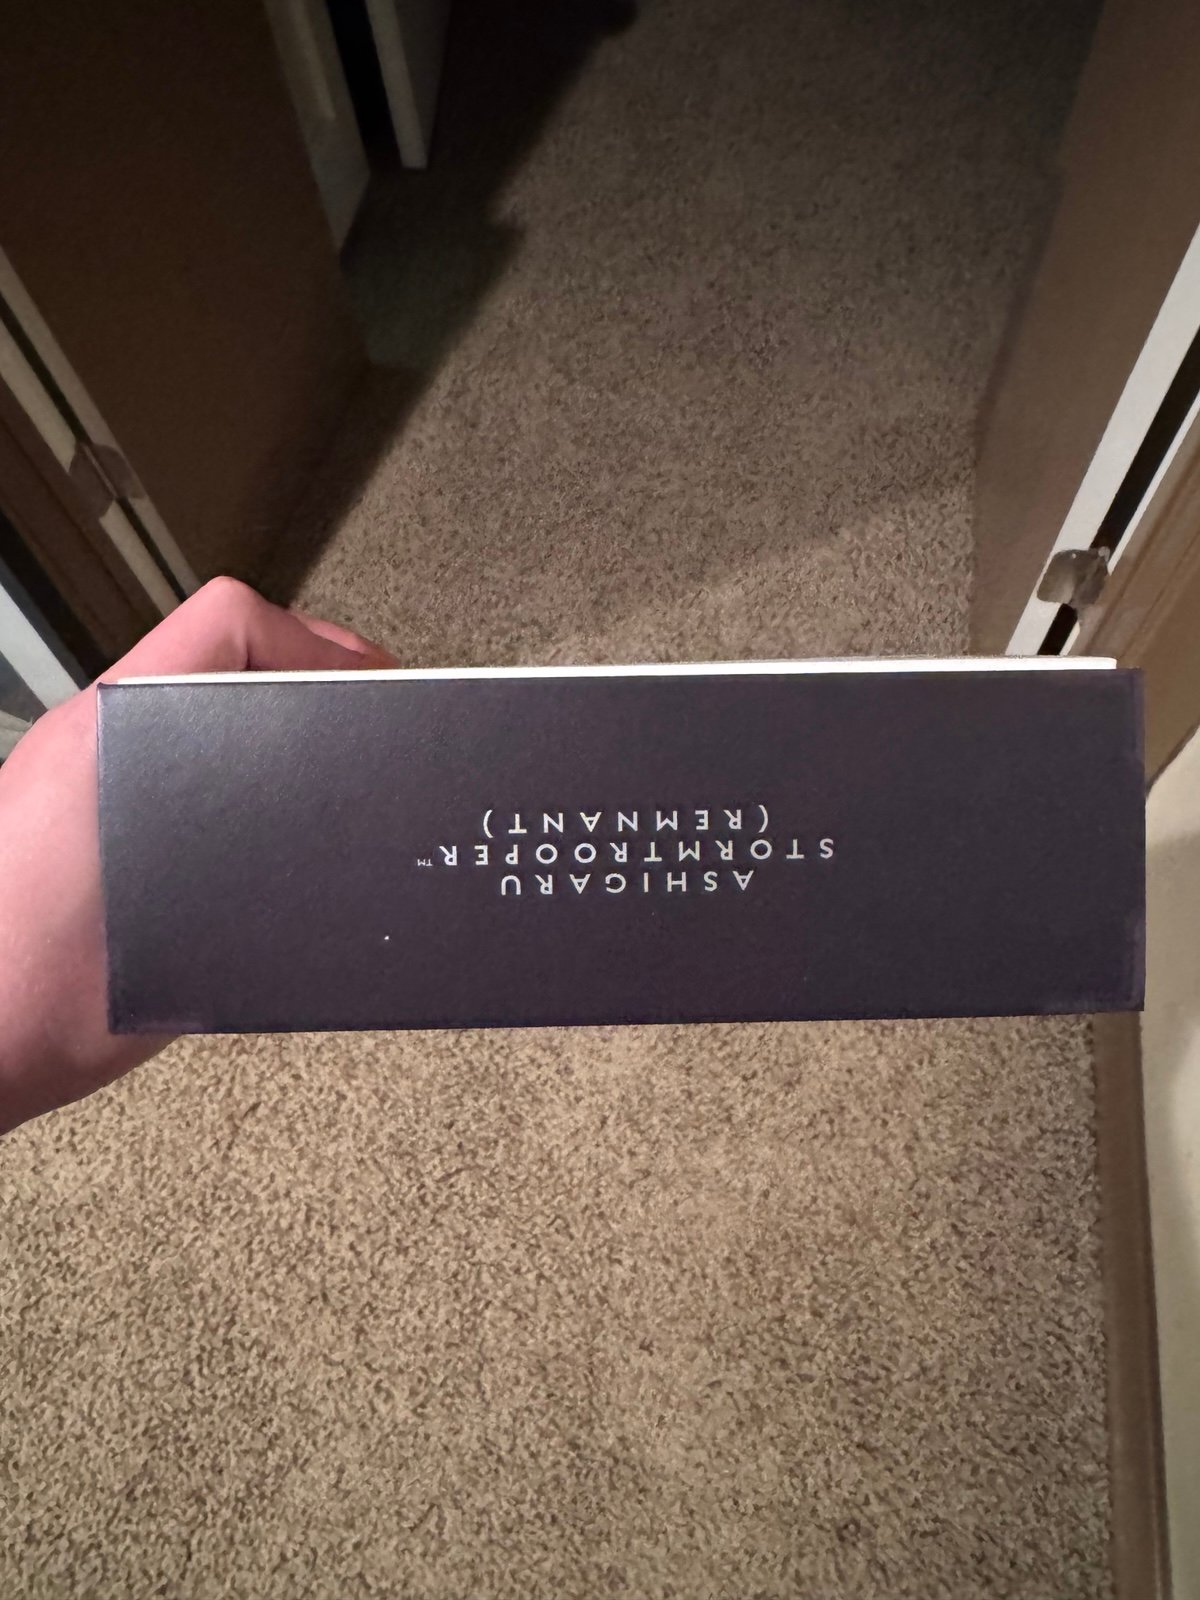 ASHIGARU
STORMTROOPER™
(REMNANT)